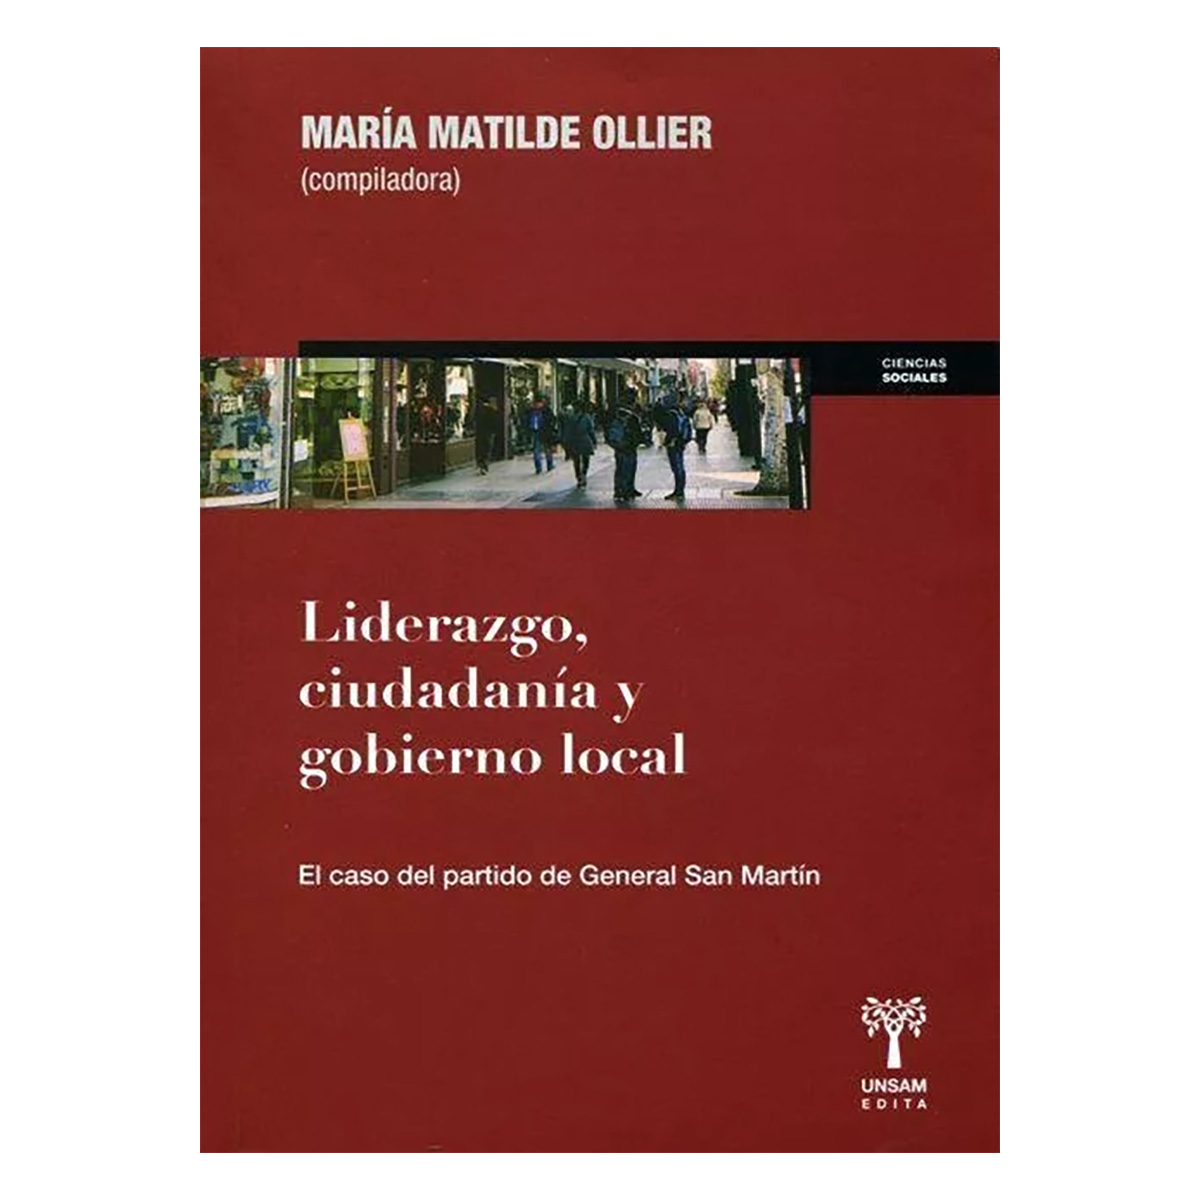 MARÍA MATILDE OLLIER
(compiladora)
CIENCIAS
SOCIALES
Liderazgo,
ciudadanía y
gobierno local
El caso del partido de General San Martín
UNSAM
EDITA